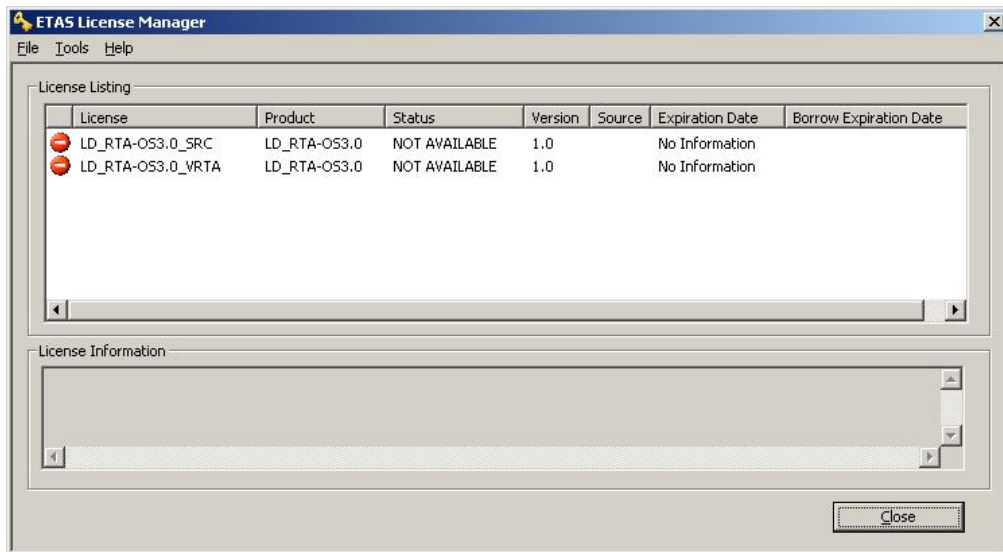 ETAS License Manager
File Tools Help
License Listing
License Product Status Version Source Expiration Date Borrow Expiration Date
LD_RTA-OS3.0_SRC LD_RTA-OS3.0 NOT AVAILABLE 1.0 No Information
LD_RTA-OS3.0_VRTA LD_RTA-OS3.0 NOT AVAILABLE 1.0 No Information
License Information
Close